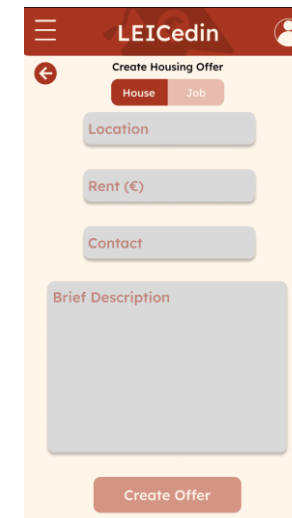 LEICedin
Create Housing Offer
House Job
Location
Rent (€)
Contact
Brief Description
Create Offer